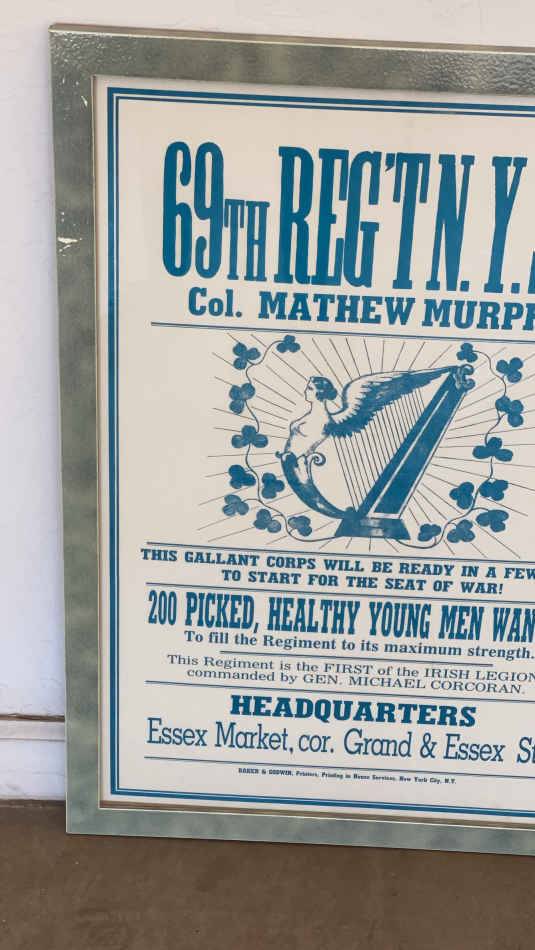 69TH REG'T N.Y.
Col. MATHEW MURP
THIS GALLANT CORPS WILL BE READY IN A FEW
TO START FOR THE SEAT OF WAR!
200 PICKED, HEALTHY YOUNG MEN WAN
To fill the Regiment to its maximum strength.
This Regiment is the FIRST of the IRISH LEGION
commanded by GEN. MICHAEL CORCORAN.
HEADQUARTERS
Essex Market, cor. Grand & Essex St
BAKER & GODWIN, Printers, Printing in House Services, New York City, N.Y.